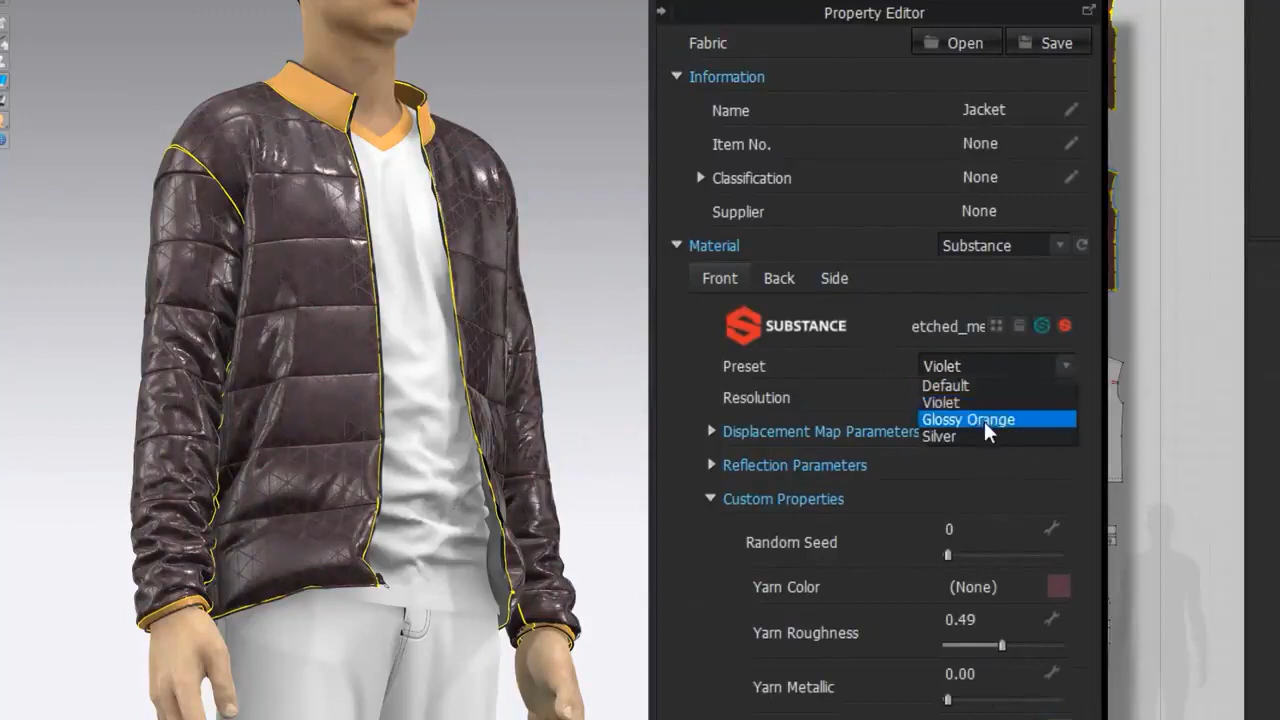 Property Editor
Fabric Open Save
Information
Name Jacket
Item No. None
Classification None
Supplier None
Material Substance
Front Back Side
SUBSTANCE etched_me
Preset Violet
Default
Violet
Resolution
Glossy Orange
Displacement Map Parameters
Silver
Reflection Parameters
Custom Properties
Random Seed 0
Yarn Color (None)
Yarn Roughness 0.49
Yarn Metallic 0.00